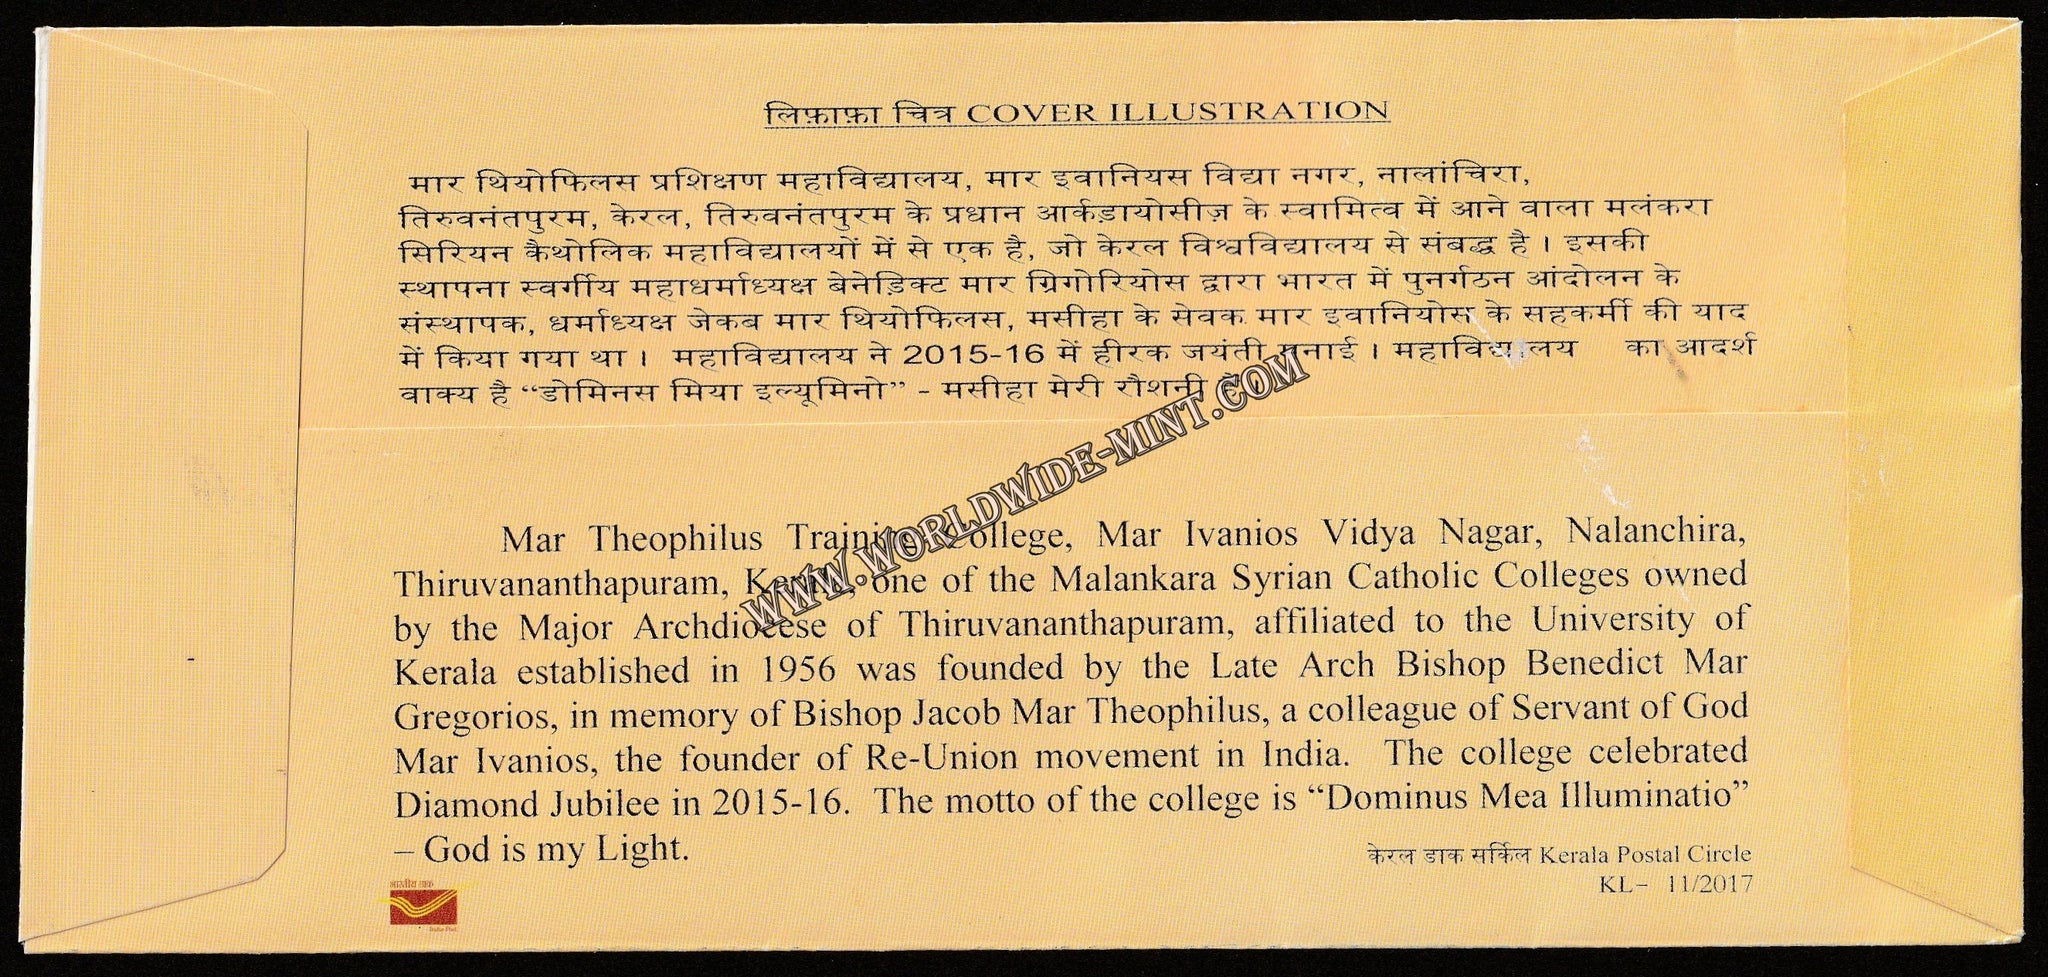 लिफ़ाफ़ा चित्र COVER ILLUSTRATION
मार थियोफिलस प्रशिक्षण महाविद्यालय, मार इवानियस विद्या नगर, नालांचिरा,
तिरुवनंतपुरम, केरल, तिरुवनंतपुरम के प्रधान आर्कड़ायोसीज़ के स्वामित्व में आने वाला मलंकरा
सिरियन कैथोलिक महाविद्यालयों में से एक है, जो केरल विश्वविद्यालय से संबद्ध है । इसकी
स्थापना स्वर्गीय महाधर्माध्यक्ष बेनेड़िक्ट मार ग्रिगोरियोस द्वारा भारत में पुनर्गठन आंदोलन के
संस्थापक, धर्माध्यक्ष जेकब मार थियोफिलस, मसीहा के सेवक मार इवानियोस के सहकर्मी की याद
में किया गया था । महाविद्यालय ने 2015-16 में हीरक जयंती मनाई । महाविद्यालय का आदर्श
वाक्य है “डोमिनस मिया इल्यूमिनो” - मसीहा मेरी रौशनी है
WWW.WORLDWIDE-MINT.COM
Mar Theophilus Training College, Mar Ivanios Vidya Nagar, Nalanchira,
Thiruvananthapuram, Kerala, one of the Malankara Syrian Catholic Colleges owned
by the Major Archdiocese of Thiruvananthapuram, affiliated to the University of
Kerala established in 1956 was founded by the Late Arch Bishop Benedict Mar
Gregorios, in memory of Bishop Jacob Mar Theophilus, a colleague of Servant of God
Mar Ivanios, the founder of Re-Union movement in India. The college celebrated
Diamond Jubilee in 2015-16. The motto of the college is “Dominus Mea Illuminatio”
– God is my Light.
केरल डाक सर्किल Kerala Postal Circle
KL- 11/2017
भारतीय डाक
India Post